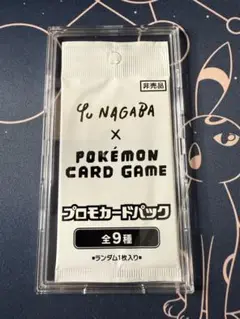 非売品
Yu NAGABA
×
POKÉMON
CARD GAME
プロモカードパック
全9種
*ランダム1枚入り*